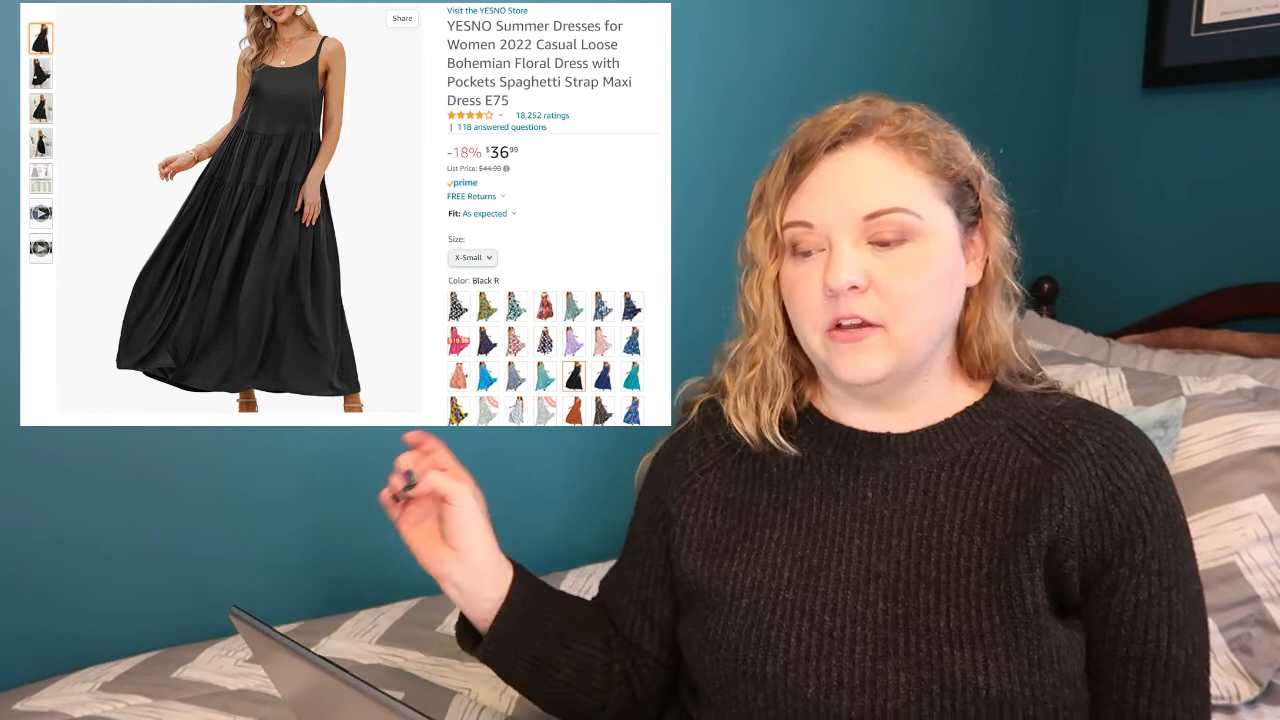 Visit the YESNO Store
YESNO Summer Dresses for
Women 2022 Casual Loose
Bohemian Floral Dress with
Pockets Spaghetti Strap Maxi
Dress E75
18,252 ratings
| 118 answered questions
-18% $3699
List Price: $44.99
prime
FREE Returns
Fit: As expected
Size:
X-Small
Color: Black R
$19.99
Share